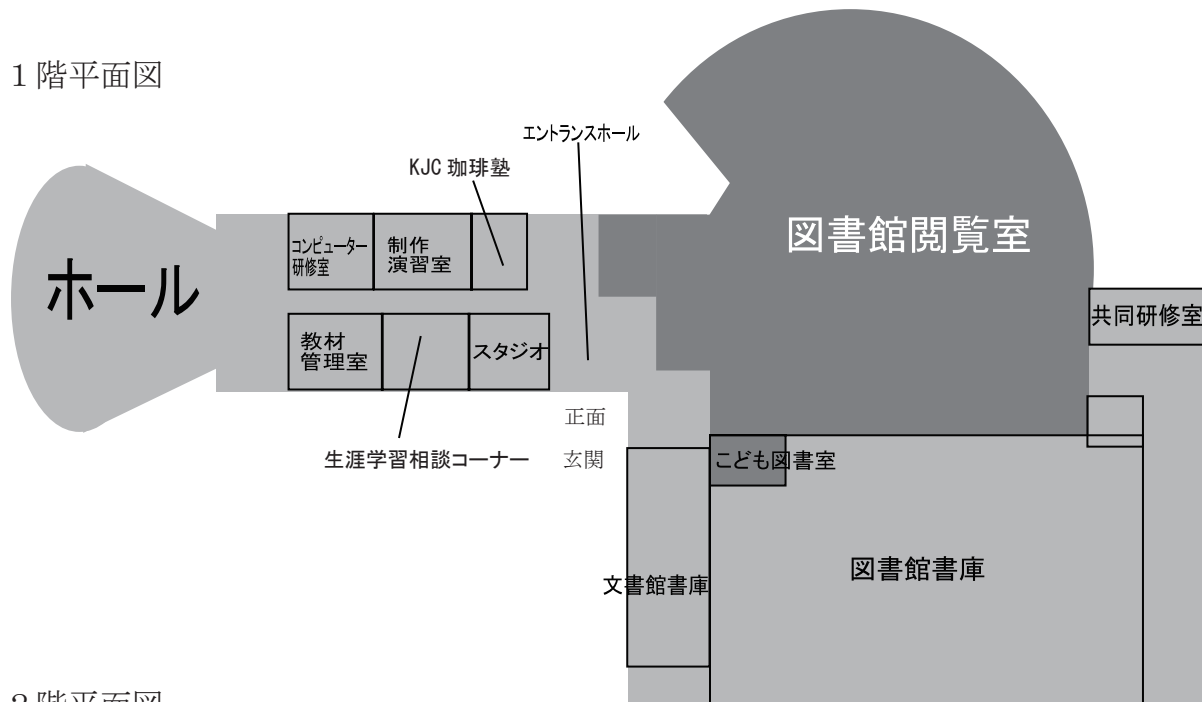 1階平面図
エントランスホール
KJC 珈琲塾
図書館閲覧室
コンピューター
研修室
制作
演習室
ホール
共同研修室
教材
管理室
スタジオ
正面
生涯学習相談コーナー
玄関
こども図書室
図書館書庫
文書館書庫